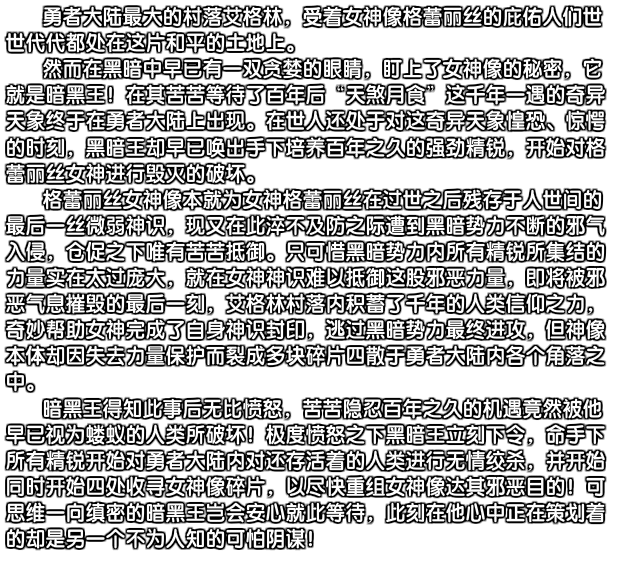 勇者大陆最大的村落艾格林，受着女神像格蕾丽丝的庇佑人们世
世代代都处在这片和平的土地上。
然而在黑暗中早已有一双贪婪的眼睛，盯上了女神像的秘密，它
就是暗黑王！在其苦苦等待了百年后“天煞月食”这千年一遇的奇异
天象终于在勇者大陆上出现。在世人还处于对这奇异天象惶恐、惊愕
的时刻，黑暗王却早已唤出手下培养百年之久的强劲精锐，开始对格
蕾丽丝女神进行毁灭的破坏。
格蕾丽丝女神像本就为女神格蕾丽丝在过世之后残存于人世间的
最后一丝微弱神识，现又在此淬不及防之际遭到黑暗势力不断的邪气
入侵，仓促之下唯有苦苦抵御。只可惜黑暗势力内所有精锐所集结的
力量实在太过庞大，就在女神神识难以抵御这股邪恶力量，即将被邪
恶气息摧毁的最后一刻，艾格林村落内积蓄了千年的人类信仰之力，
奇妙帮助女神完成了自身神识封印，逃过黑暗势力最终进攻，但神像
本体却因失去力量保护而裂成多块碎片四散于勇者大陆内各个角落之
中。
暗黑王得知此事后无比愤怒，苦苦隐忍百年之久的机遇竟然被他
早已视为蝼蚁的人类所破坏！极度愤怒之下黑暗王立刻下令，命手下
所有精锐开始对勇者大陆内对还存活着的人类进行无情绞杀，并开始
同时开始四处收寻女神像碎片，以尽快重组女神像达其邪恶目的！可
思维一向缜密的暗黑王岂会安心就此等待，此刻在他心中正在策划着
的却是另一个不为人知的可怕阴谋！